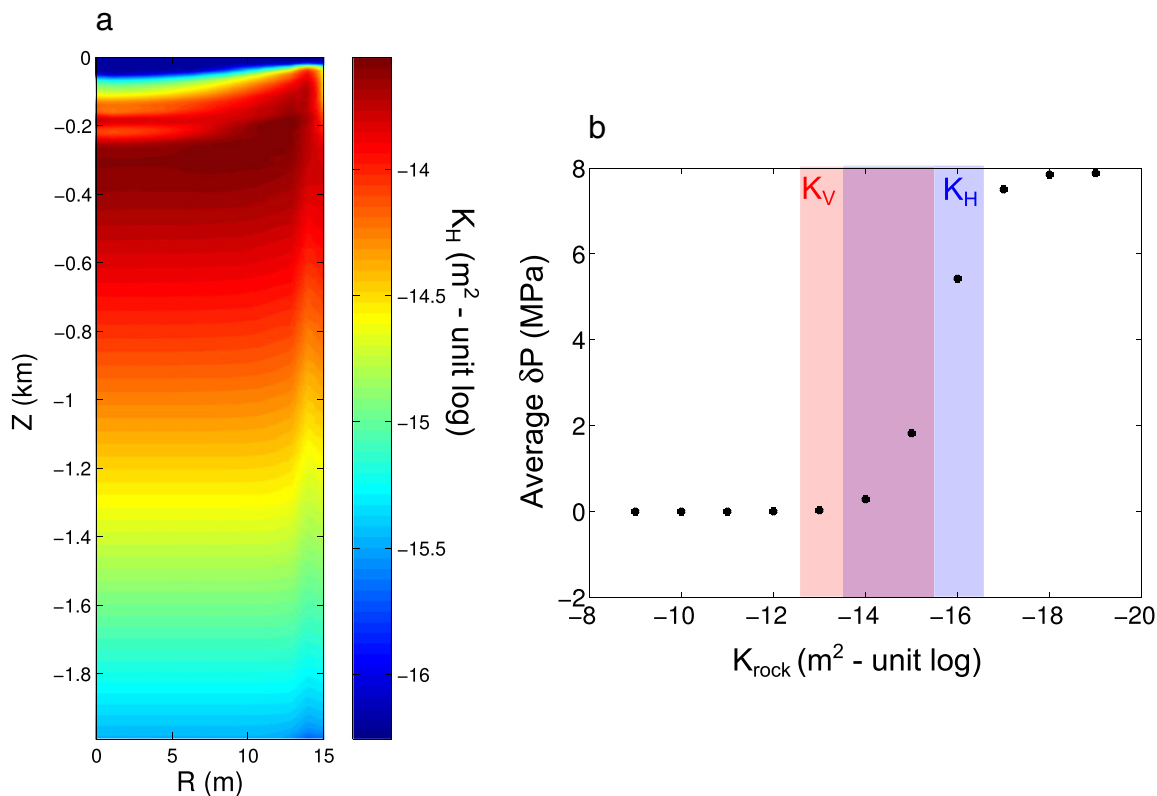 a
0
−0.2
−0.4
−0.6
−0.8
−1
−1.2
−1.4
−1.6
−1.8
Z (km)
0 5 10 15
R (m)
−14
−14.5
−15
−15.5
−16
K_H (m² - unit log)
b
K_V K_H
8
6
4
2
0
−2
Average δP (MPa)
−8 −10 −12 −14 −16 −18 −20
K_rock (m² - unit log)